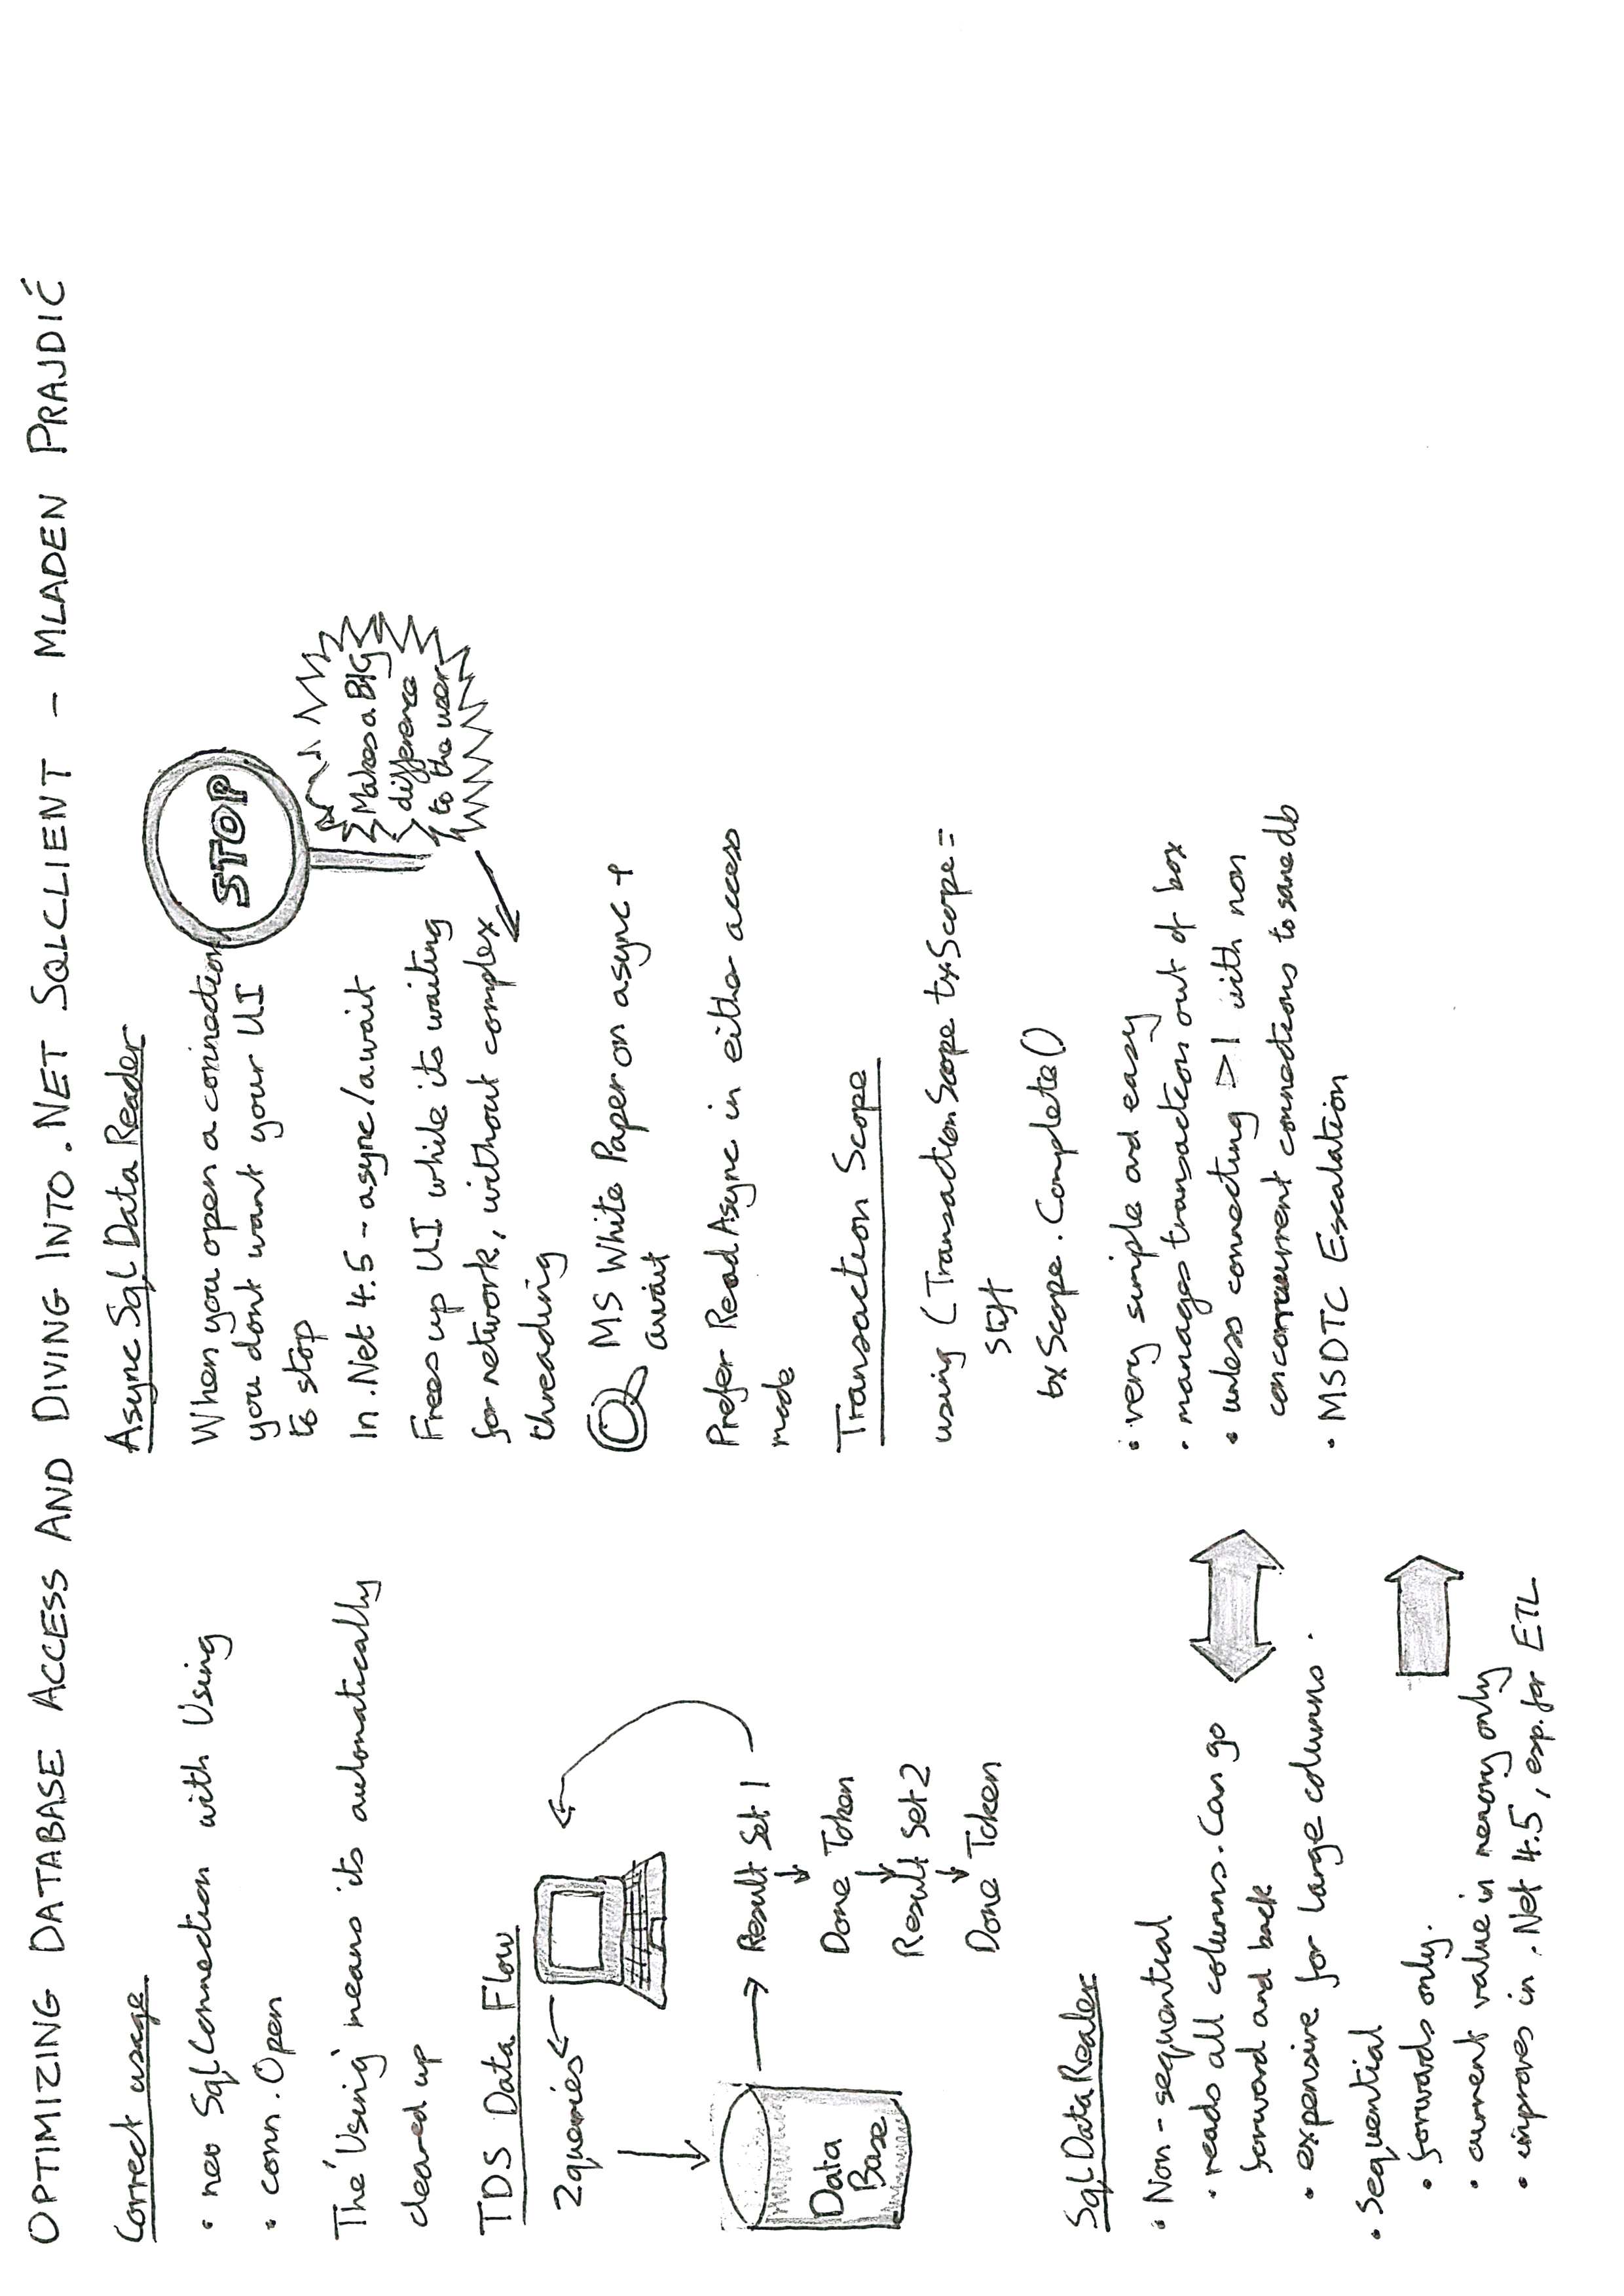 OPTIMIZING DATABASE ACCESS AND DIVING INTO .NET SQLCLIENT - MLADEN PRAJDIĆ
Correct usage
• new SqlConnection with Using
• conn.Open
The 'Using' means its automatically
cleared up
TDS Data Flow
2 queries
Data
Base
Result Set 1
Done Token
Result Set 2
Done Token
SqlDataReader
• Non-sequential
• reads all columns. Can go
forward and back
• expensive for large columns.
• Sequential
• forwards only.
• current value in memory only
• improves in .Net 4.5, esp. for ETL
Async SqlDataReader
When you open a connection
you dont want your UI
to stop
STOP
In .Net 4.5 - async/await
Frees up UI while its waiting
for network, without complex
threading
Makes a BIG
difference
to the user
MS White Paper on async +
await
Prefer ReadAsync in either access
mode
Transaction Scope
using (TransactionScope txScope =
stuff
txScope.Complete()
• very simple and easy
• manages transaction out of box
• unless connecting >1 with non
concurrent connections to same db
• MSDTC Escalation